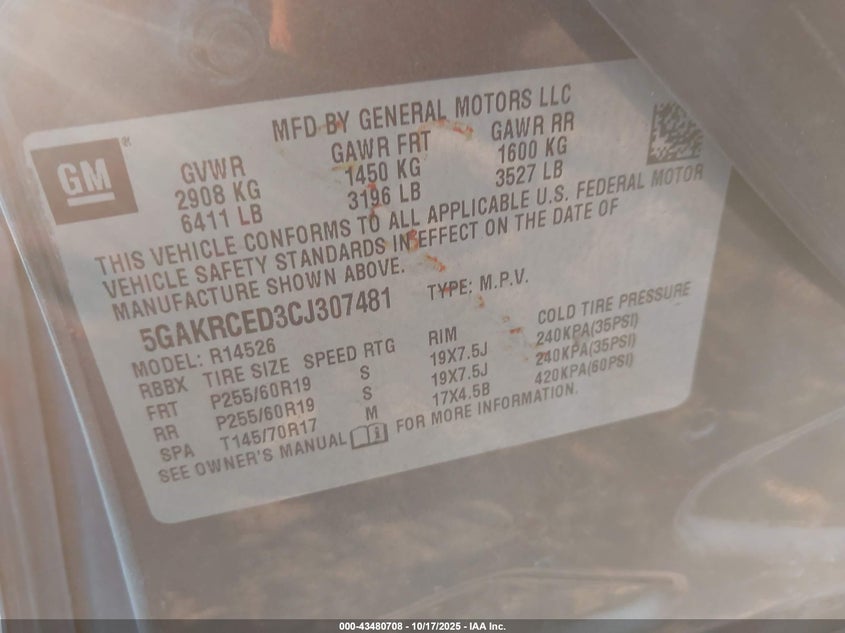 MFD BY GENERAL MOTORS LLC
GM®
GVWR GAWR FRT GAWR RR
2908 KG 1450 KG 1600 KG
6411 LB 3196 LB 3527 LB
THIS VEHICLE CONFORMS TO ALL APPLICABLE U.S. FEDERAL MOTOR
VEHICLE SAFETY STANDARDS IN EFFECT ON THE DATE OF
MANUFACTURE SHOWN ABOVE.
5GAKRCED3CJ307481 TYPE: M.P.V.
MODEL: R14526
RBBX TIRE SIZE SPEED RTG RIM COLD TIRE PRESSURE
FRT P255/60R19 S 19X7.5J 240KPA(35PSI)
RR P255/60R19 S 19X7.5J 240KPA(35PSI)
SPA T145/70R17 M 17X4.5B 420KPA(60PSI)
SEE OWNER'S MANUAL FOR MORE INFORMATION.
000-43480708 - 10/17/2025 - IAA Inc.